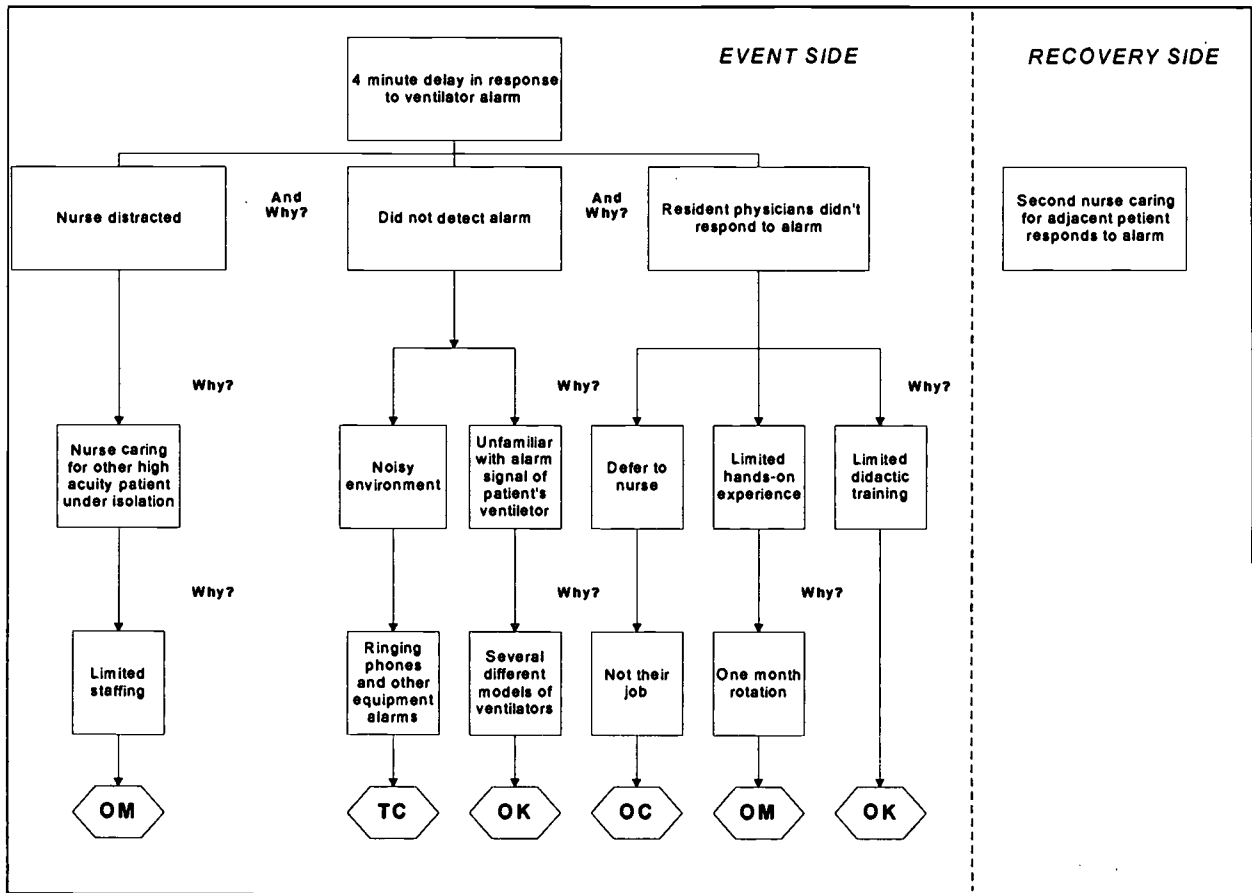 EVENT SIDE
RECOVERY SIDE
4 minute delay in response
to ventilator alarm
Nurse distracted
And
Why?
Did not detect alarm
And
Why?
Resident physicians didn't
respond to alarm
Second nurse caring
for adjacent petient
responds to alarm
Why?
Why?
Why?
Nurse caring
for other high
acuity patient
under isolation
Noisy
environment
Unfamiliar
with alarm
signal of
patient's
ventiletor
Defer to
nurse
Limited
hands-on
experience
Limited
didactic
training
Why?
Why?
Why?
Limited
staffing
Ringing
phones
and other
equipment
alarms
Several
different
models of
ventilators
Not their
job
One month
rotation
OM
TC
OK
OC
OM
OK